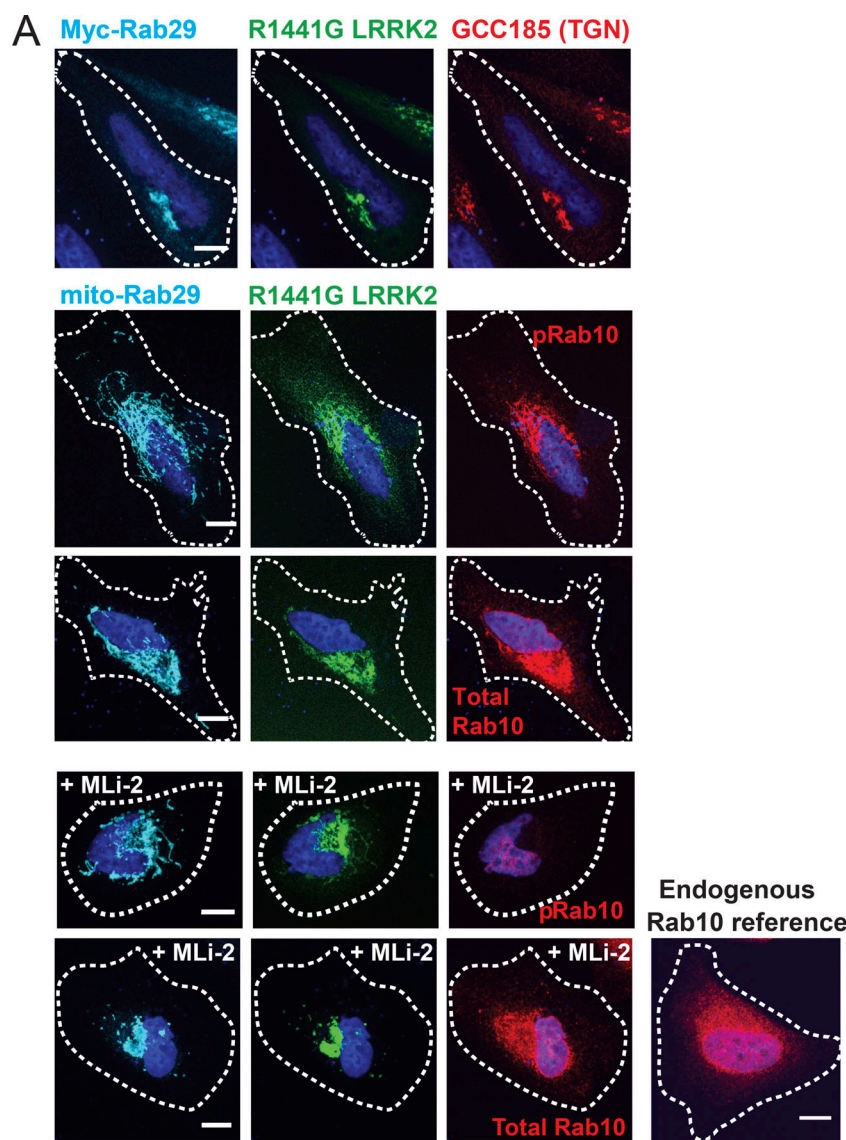 A
Myc-Rab29 R1441G LRRK2 GCC185 (TGN)
mito-Rab29 R1441G LRRK2
pRab10
Total
Rab10
+ MLi-2 + MLi-2 + MLi-2
pRab10
Endogenous
Rab10 reference
+ MLi-2 + MLi-2 + MLi-2
Total Rab10